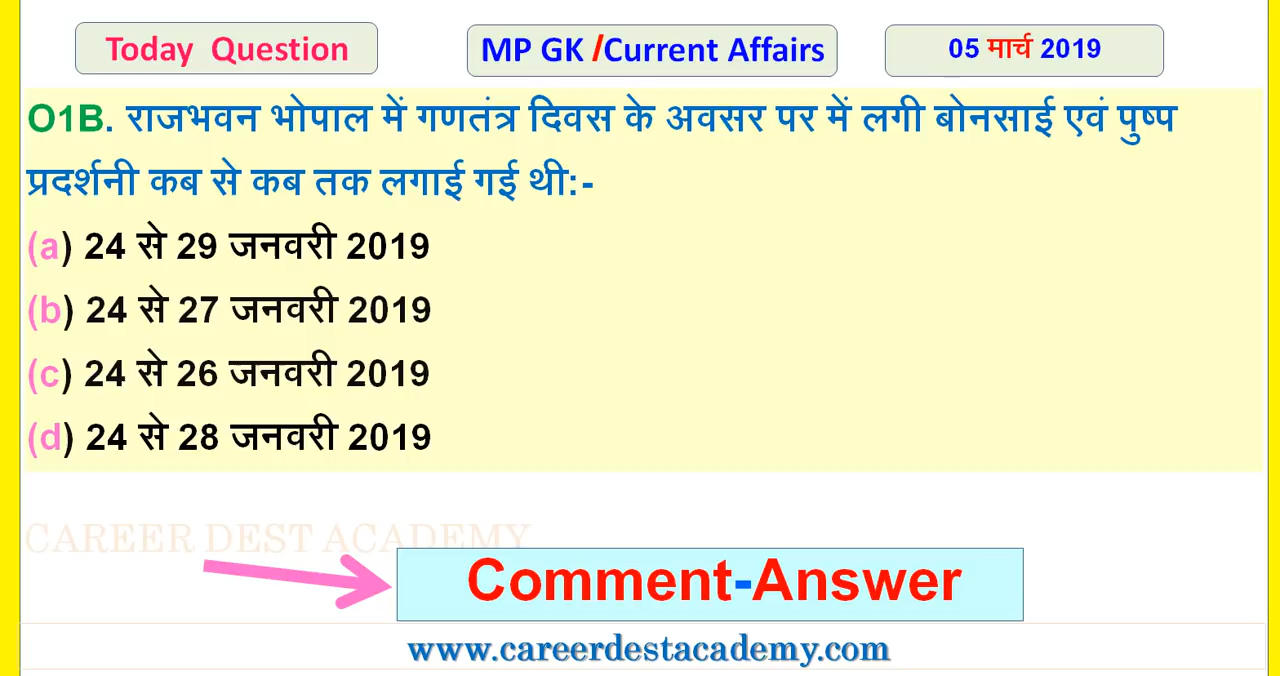 Today Question
MP GK /Current Affairs
05 मार्च 2019
O1B. राजभवन भोपाल में गणतंत्र दिवस के अवसर पर में लगी बोनसाई एवं पुष्प
प्रदर्शनी कब से कब तक लगाई गई थी:-
(a) 24 से 29 जनवरी 2019
(b) 24 से 27 जनवरी 2019
(c) 24 से 26 जनवरी 2019
(d) 24 से 28 जनवरी 2019
CAREER DEST ACADEMY
Comment-Answer
www.careerdestacademy.com